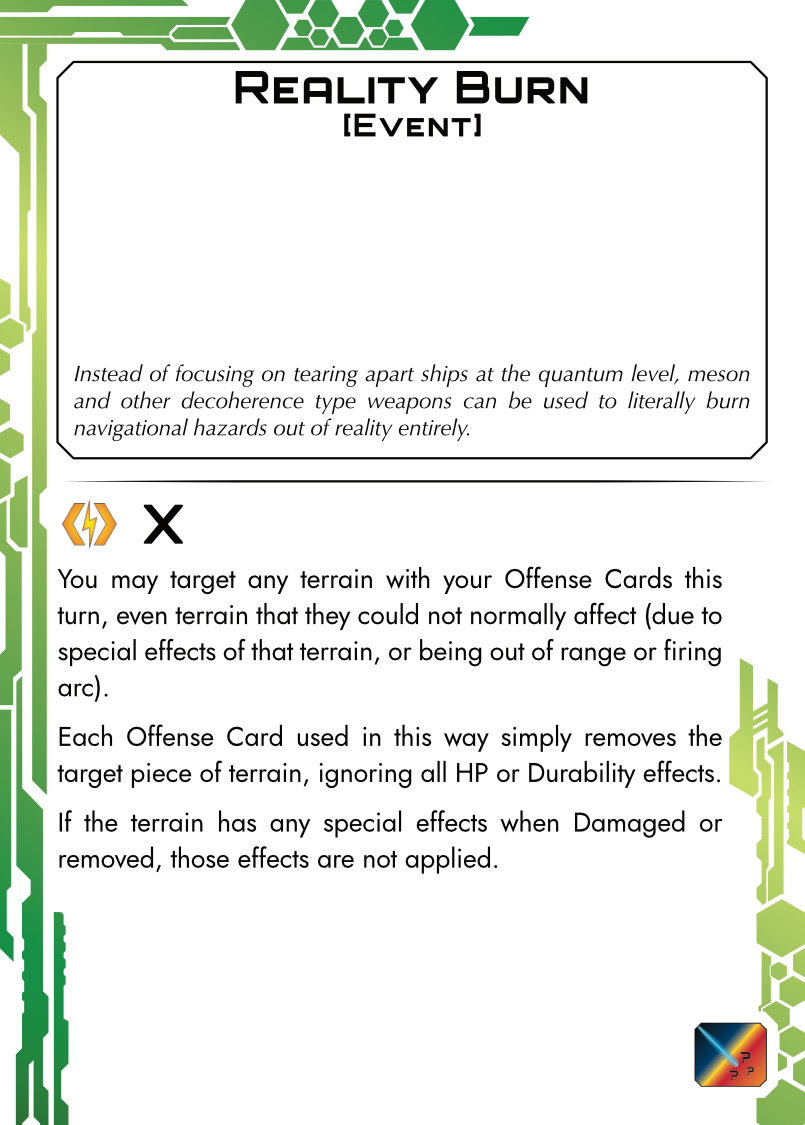 Reality Burn
[Event]
Instead of focusing on tearing apart ships at the quantum level, meson
and other decoherence type weapons can be used to literally burn
navigational hazards out of reality entirely.
X
You may target any terrain with your Offense Cards this
turn, even terrain that they could not normally affect (due to
special effects of that terrain, or being out of range or firing
arc).
Each Offense Card used in this way simply removes the
target piece of terrain, ignoring all HP or Durability effects.
If the terrain has any special effects when Damaged or
removed, those effects are not applied.
?
? ?